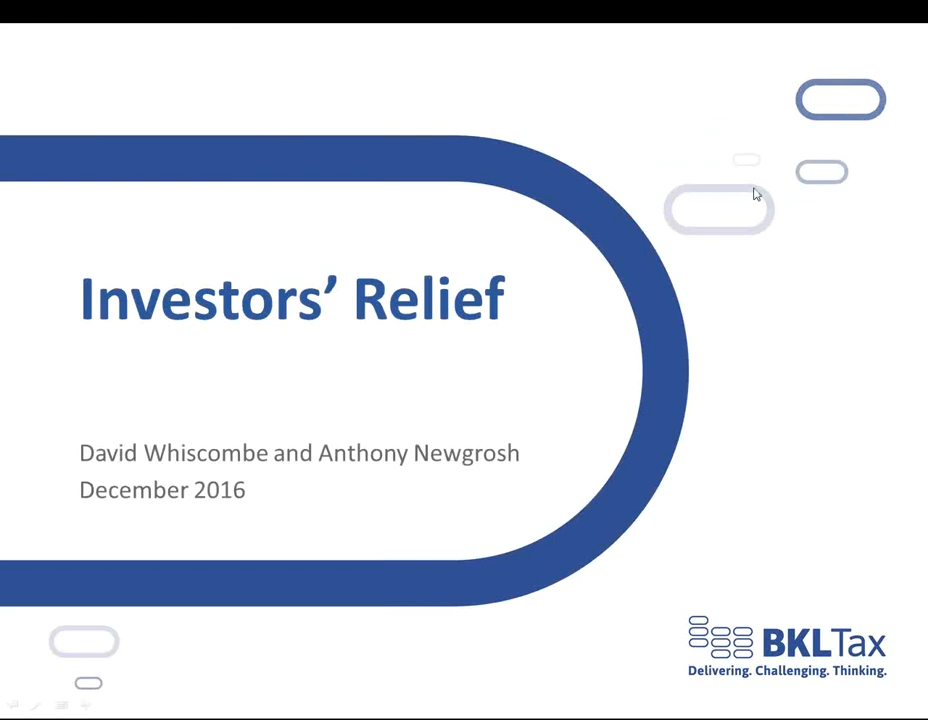 Investors’ Relief
David Whiscombe and Anthony Newgrosh
December 2016
BKLTax
Delivering. Challenging. Thinking.